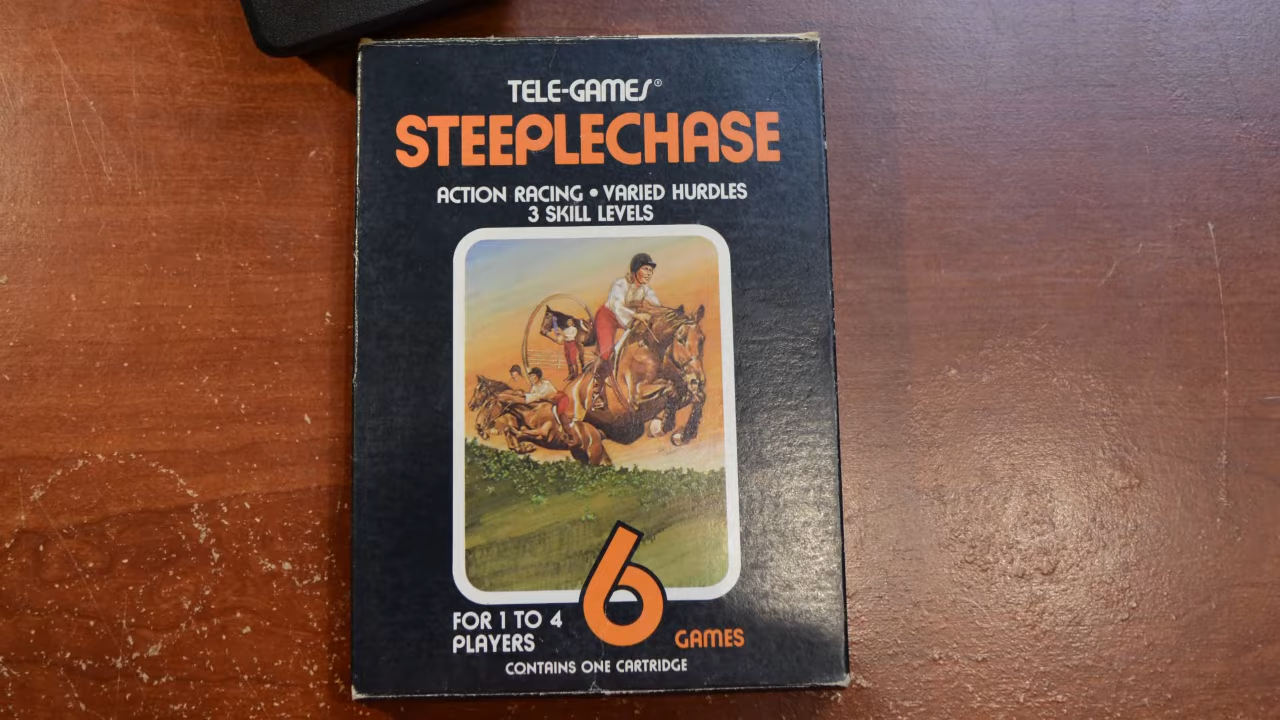 TELE-GAMES®
STEEPLECHASE
ACTION RACING • VARIED HURDLES
3 SKILL LEVELS
FOR 1 TO 4
PLAYERS
6
GAMES
CONTAINS ONE CARTRIDGE